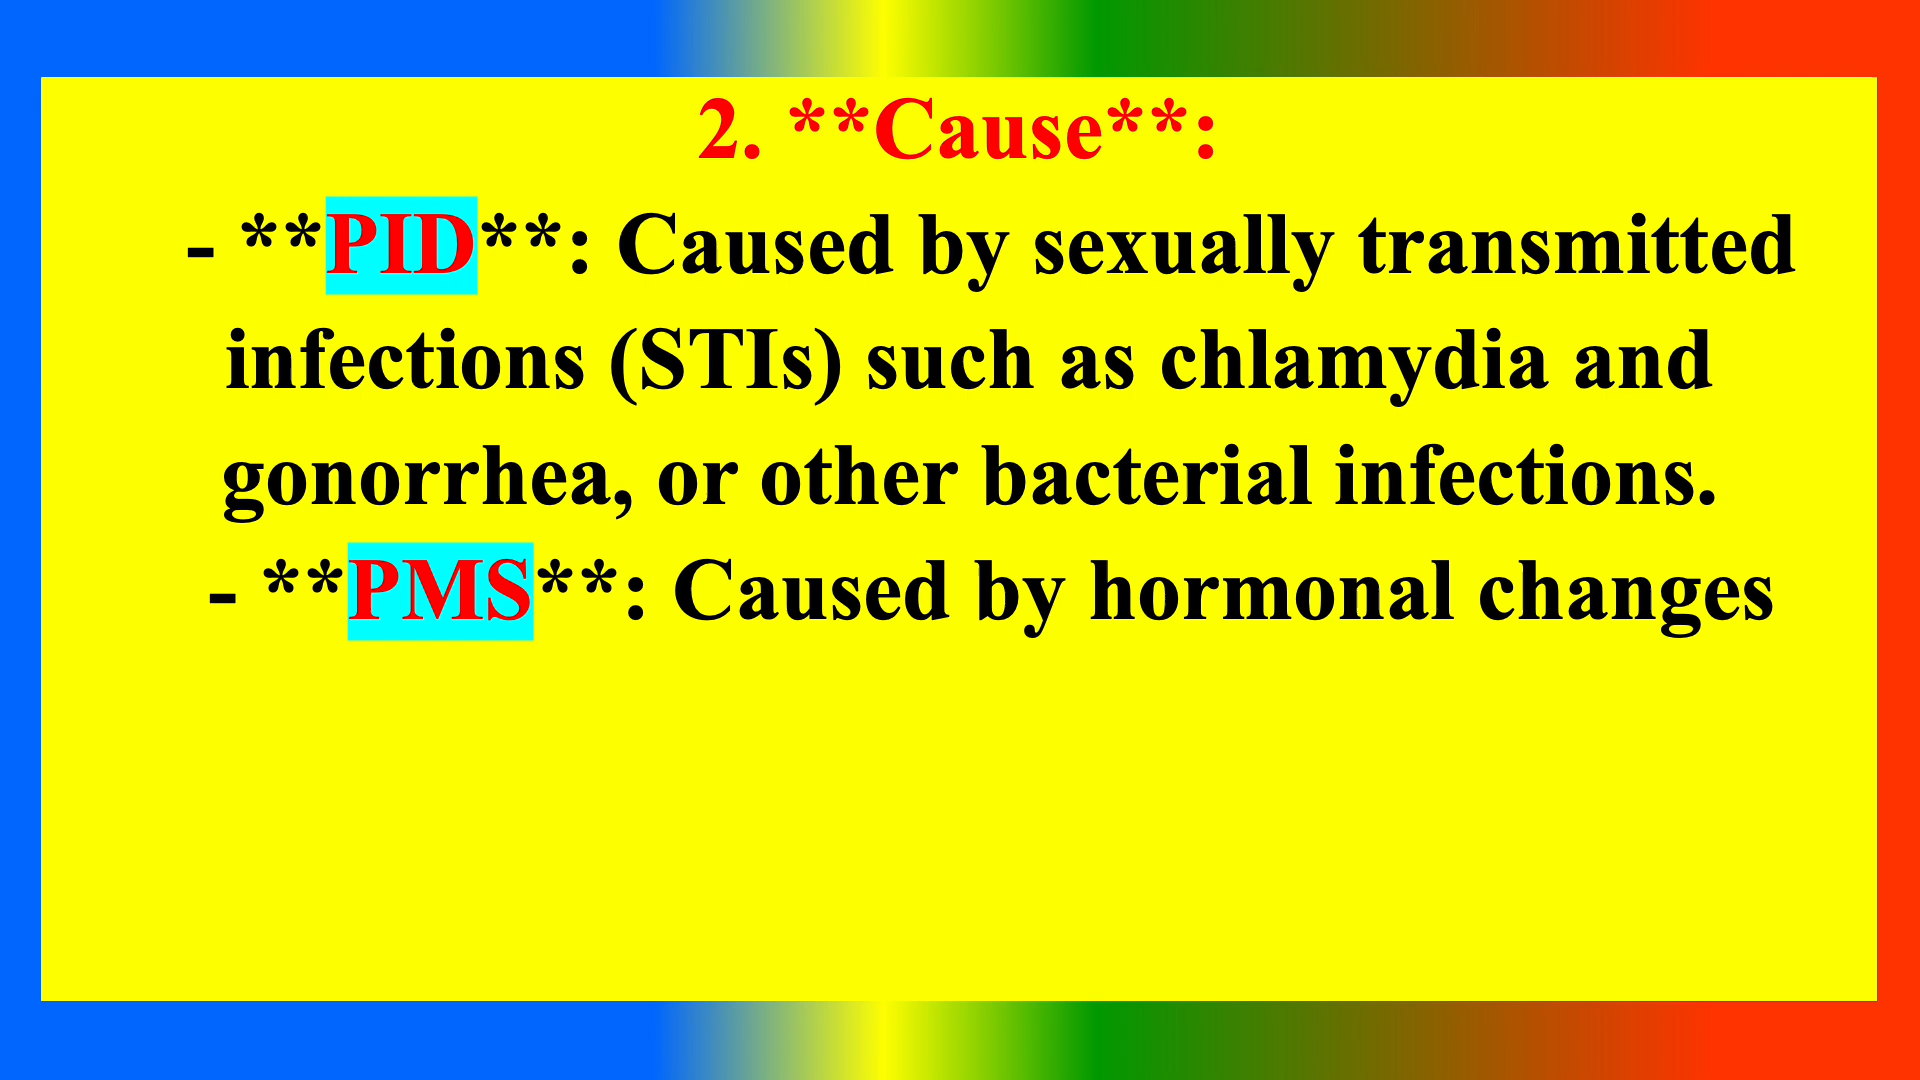 2. **Cause**:
- **PID**: Caused by sexually transmitted
infections (STIs) such as chlamydia and
gonorrhea, or other bacterial infections.
- **PMS**: Caused by hormonal changes